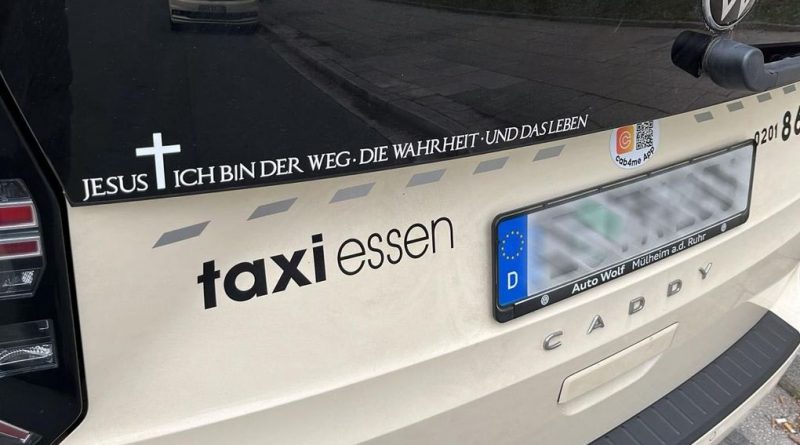 JESUS ICH BIN DER WEG · DIE WAHRHEIT · UND DAS LEBEN
cab4me APP
0201 86
taxi essen
D
Auto Wolf Mülheim a.d. Ruhr
CADDY